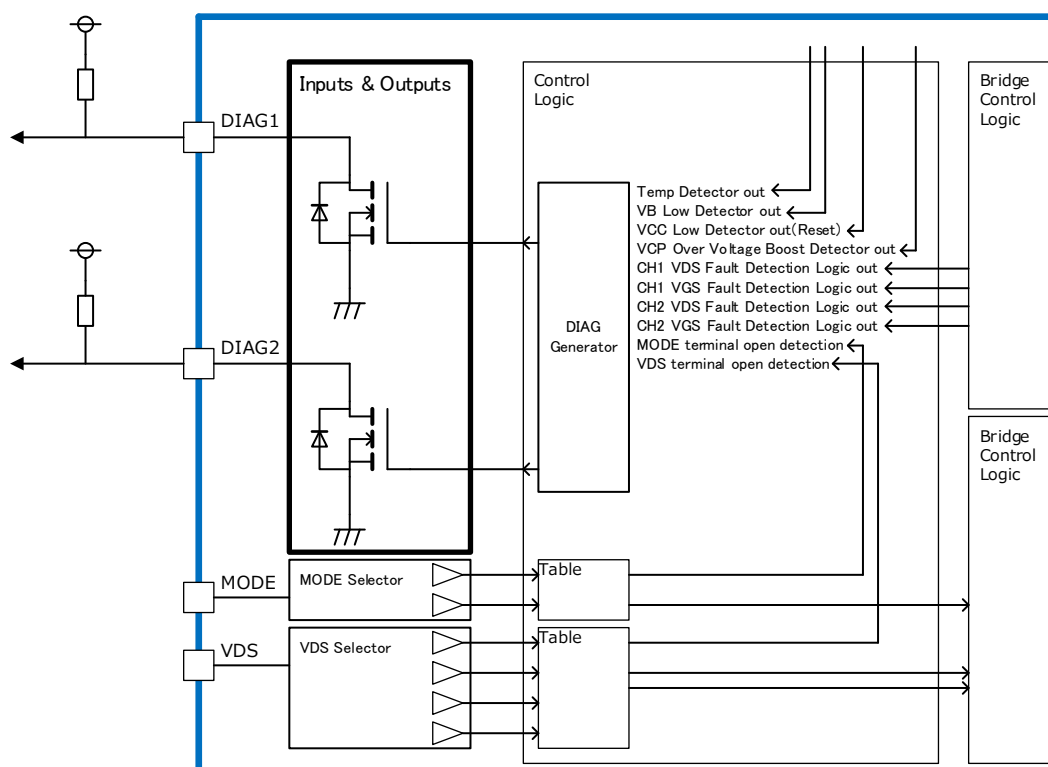 Inputs & Outputs
Control
Logic
Bridge
Control
Logic
DIAG1
Temp Detector out
VB Low Detector out
VCC Low Detector out(Reset)
VCP Over Voltage Boost Detector out
CH1 VDS Fault Detection Logic out
CH1 VGS Fault Detection Logic out
CH2 VDS Fault Detection Logic out
CH2 VGS Fault Detection Logic out
MODE terminal open detection
VDS terminal open detection
DIAG
Generator
DIAG2
Bridge
Control
Logic
MODE
MODE Selector
Table
VDS
VDS Selector
Table